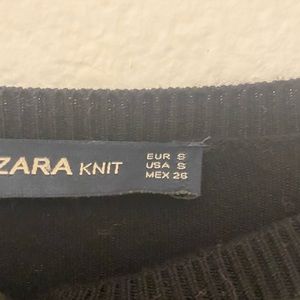 ZARA KNIT
EUR S
USA S
MEX 26